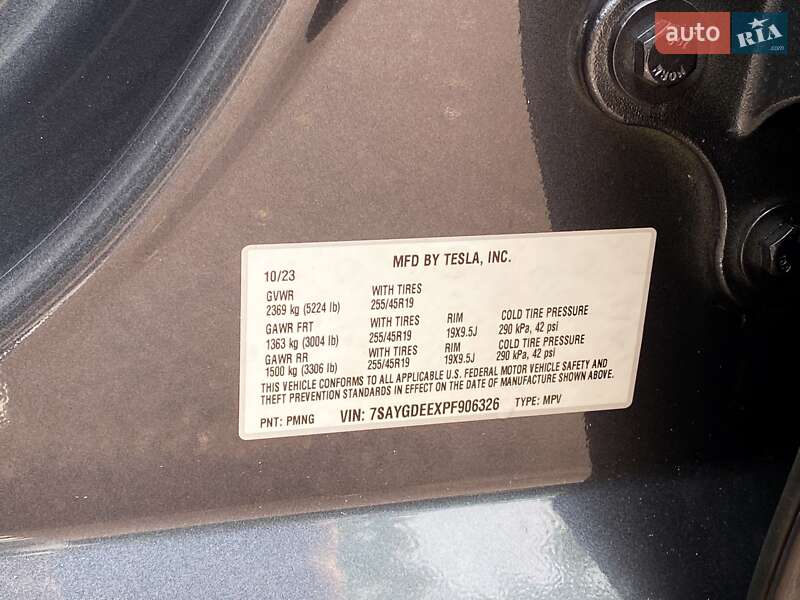 auto RIA .com
MORE
MFD BY TESLA, INC.
10/23
GVWR WITH TIRES
2369 kg (5224 lb) 255/45R19
GAWR FRT WITH TIRES RIM COLD TIRE PRESSURE
1363 kg (3004 lb) 255/45R19 19X9.5J 290 kPa, 42 psi
GAWR RR WITH TIRES RIM COLD TIRE PRESSURE
1500 kg (3306 lb) 255/45R19 19X9.5J 290 kPa, 42 psi
THIS VEHICLE CONFORMS TO ALL APPLICABLE U.S. FEDERAL MOTOR VEHICLE SAFETY AND
THEFT PREVENTION STANDARDS IN EFFECT ON THE DATE OF MANUFACTURE SHOWN ABOVE.
PNT: PMNG VIN: 7SAYGDEEXPF906326 TYPE: MPV